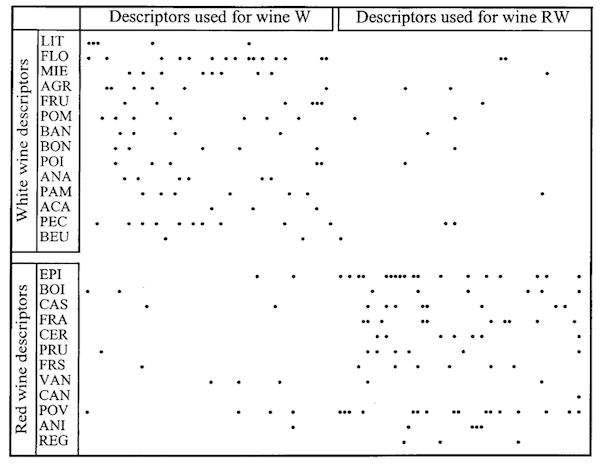 Descriptors used for wine W
Descriptors used for wine RW
White wine descriptors
LIT
FLO
MIE
AGR
FRU
POM
BAN
BON
POI
ANA
PAM
ACA
PEC
BEU
Red wine descriptors
EPI
BOI
CAS
FRA
CER
PRU
FRS
VAN
CAN
POV
ANI
REG